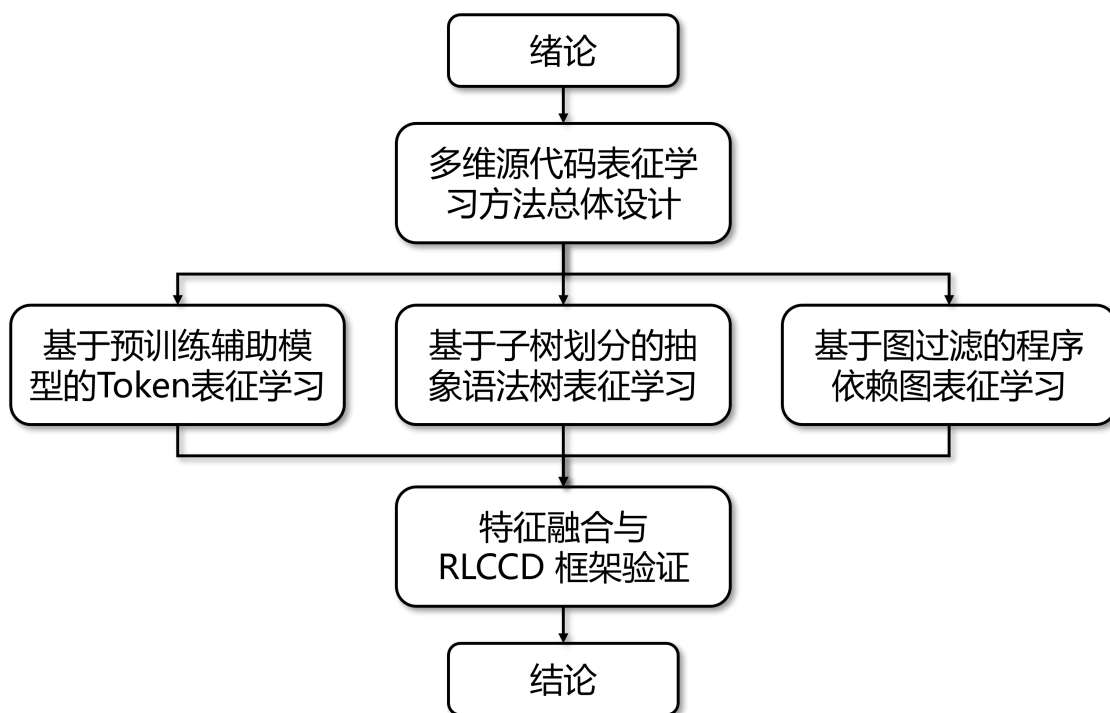 绪论
多维源代码表征学
习方法总体设计
基于预训练辅助模
型的Token表征学习
基于子树划分的抽
象语法树表征学习
基于图过滤的程序
依赖图表征学习
特征融合与
RLCCD 框架验证
结论